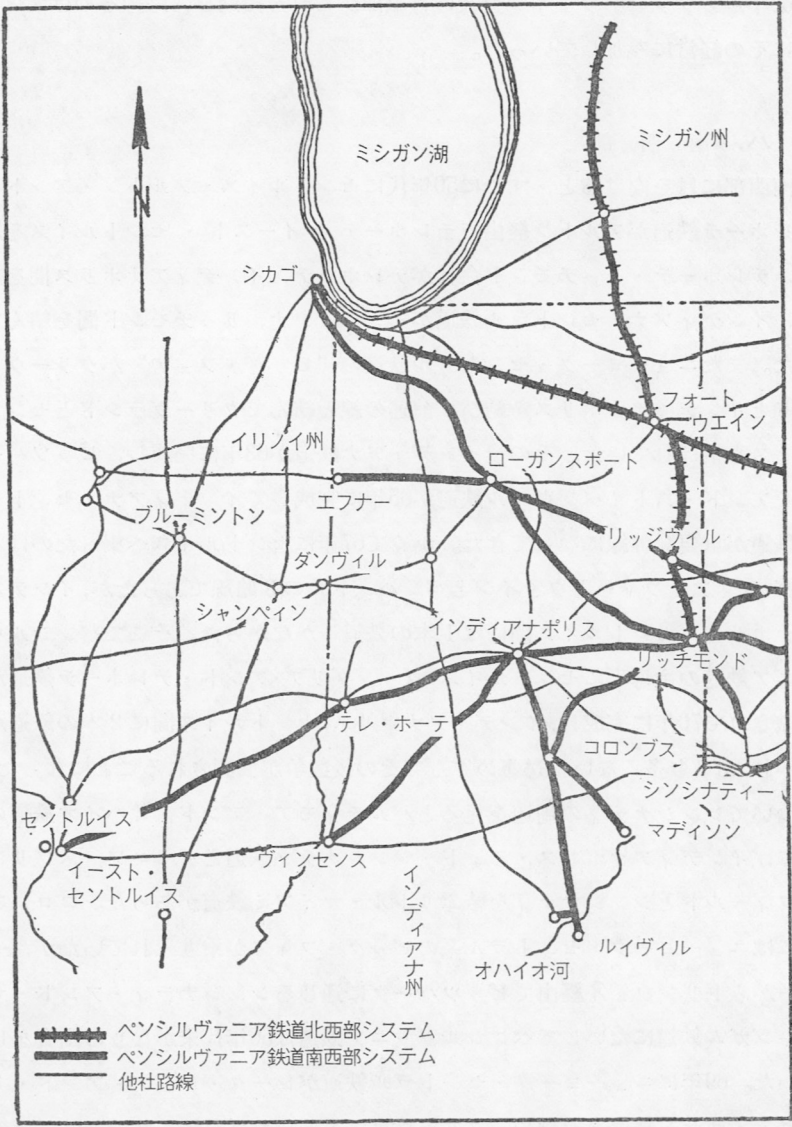 ミシガン湖
ミシガン州
N
シカゴ
フォート
ウエイン
イリノイ州
ローガンスポート
エフナー
ブルーミントン
リッジヴィル
ダンヴィル
シャンペイン
インディアナポリス
リッチモンド
テレ・ホーテ
コロンブス
シンシナティー
セントルイス
マディソン
イースト・
セントルイス
ヴィンセンス
インディアナ州
ルイヴィル
オハイオ河
ペンシルヴァニア鉄道北西部システム
ペンシルヴァニア鉄道南西部システム
他社路線